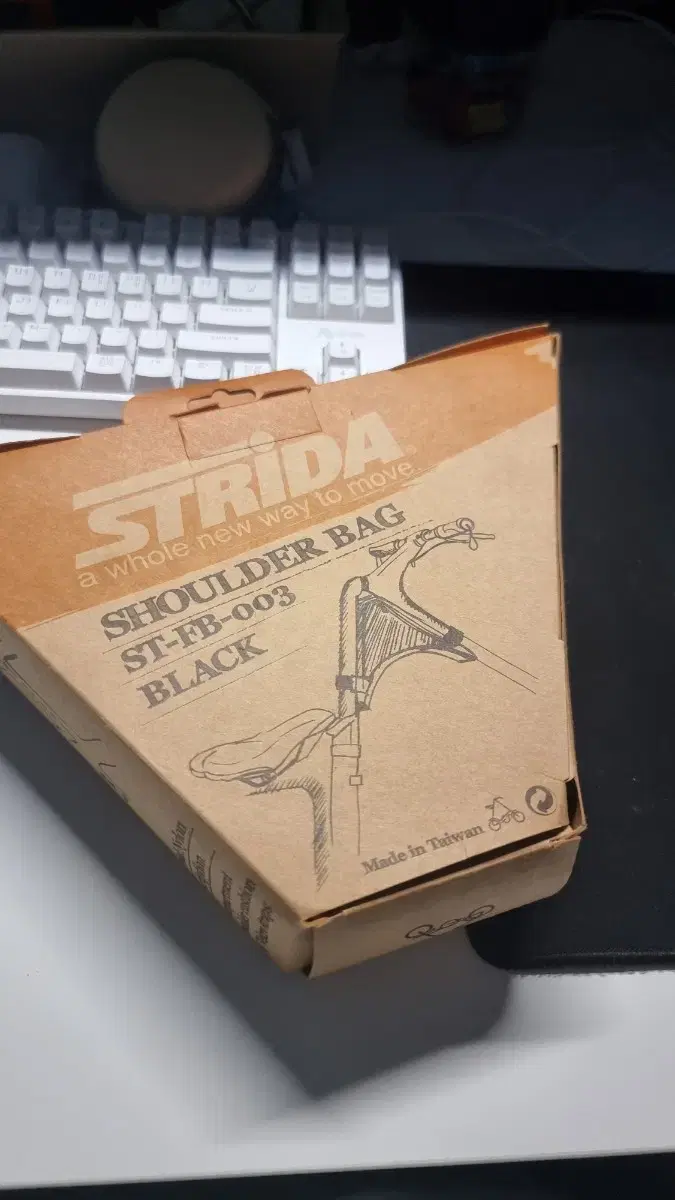 STRiDA
a whole new way to move
SHOULDER BAG
ST-FB-003
BLACK
Made in Taiwan